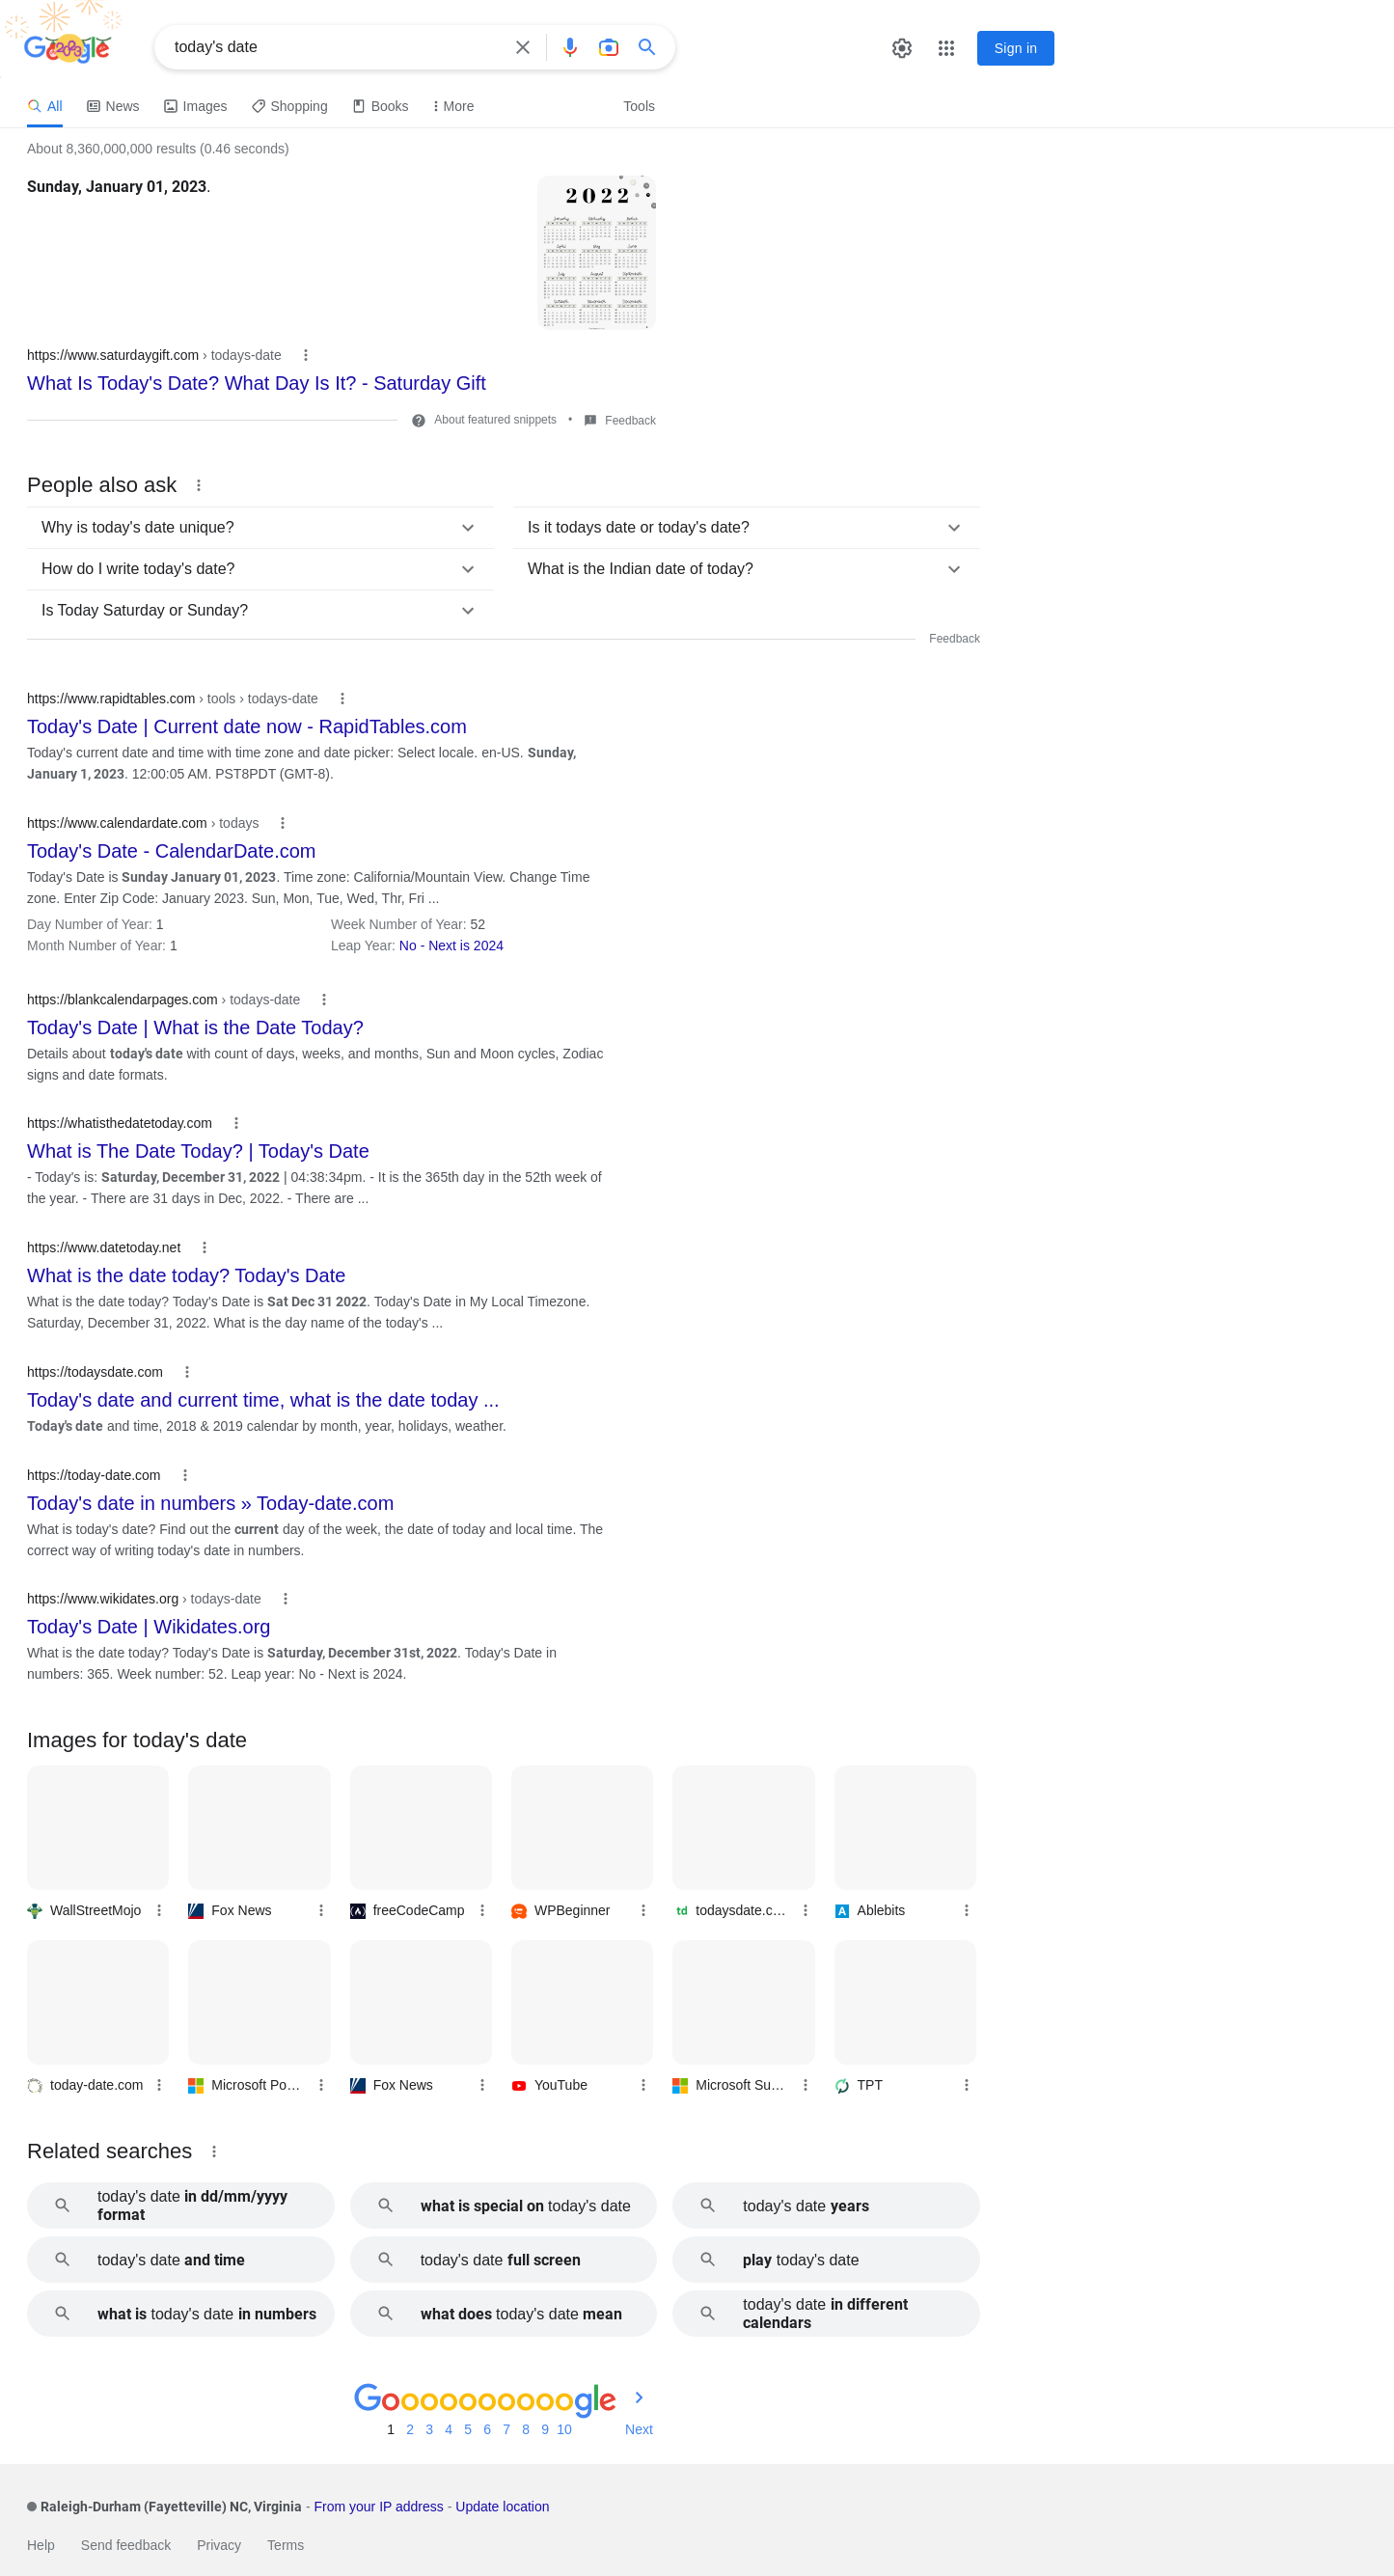 Google
today's date
Sign in
All
News
Images
Shopping
Books
More
Tools
About 8,360,000,000 results (0.46 seconds)
Sunday, January 01, 2023.
2022
https://www.saturdaygift.com › todays-date
What Is Today's Date? What Day Is It? - Saturday Gift
About featured snippets • Feedback
People also ask
Why is today's date unique?
Is it todays date or today's date?
How do I write today's date?
What is the Indian date of today?
Is Today Saturday or Sunday?
Feedback
https://www.rapidtables.com › tools › todays-date
Today's Date | Current date now - RapidTables.com
Today's current date and time with time zone and date picker: Select locale. en-US. Sunday,
January 1, 2023. 12:00:05 AM. PST8PDT (GMT-8).
https://www.calendardate.com › todays
Today's Date - CalendarDate.com
Today's Date is Sunday January 01, 2023. Time zone: California/Mountain View. Change Time
zone. Enter Zip Code: January 2023. Sun, Mon, Tue, Wed, Thr, Fri ...
Day Number of Year: 1
Week Number of Year: 52
Month Number of Year: 1
Leap Year: No - Next is 2024
https://blankcalendarpages.com › todays-date
Today's Date | What is the Date Today?
Details about today's date with count of days, weeks, and months, Sun and Moon cycles, Zodiac
signs and date formats.
https://whatisthedatetoday.com
What is The Date Today? | Today's Date
- Today's is: Saturday, December 31, 2022 | 04:38:34pm. - It is the 365th day in the 52th week of
the year. - There are 31 days in Dec, 2022. - There are ...
https://www.datetoday.net
What is the date today? Today's Date
What is the date today? Today's Date is Sat Dec 31 2022. Today's Date in My Local Timezone.
Saturday, December 31, 2022. What is the day name of the today's ...
https://todaysdate.com
Today's date and current time, what is the date today ...
Today's date and time, 2018 & 2019 calendar by month, year, holidays, weather.
https://today-date.com
Today's date in numbers » Today-date.com
What is today's date? Find out the current day of the week, the date of today and local time. The
correct way of writing today's date in numbers.
https://www.wikidates.org › todays-date
Today's Date | Wikidates.org
What is the date today? Today's Date is Saturday, December 31st, 2022. Today's Date in
numbers: 365. Week number: 52. Leap year: No - Next is 2024.
Images for today's date
WallStreetMojo
Fox News
freeCodeCamp
WPBeginner
td todaysdate.c...
A Ablebits
today-date.com
Microsoft Po...
Fox News
YouTube
Microsoft Su...
TPT
Related searches
today's date in dd/mm/yyyy
format
what is special on today's date
today's date years
today's date and time
today's date full screen
play today's date
what is today's date in numbers
what does today's date mean
today's date in different
calendars
Goooooooooogle
1 2 3 4 5 6 7 8 9 10 Next
Raleigh-Durham (Fayetteville) NC, Virginia - From your IP address - Update location
Help
Send feedback
Privacy
Terms